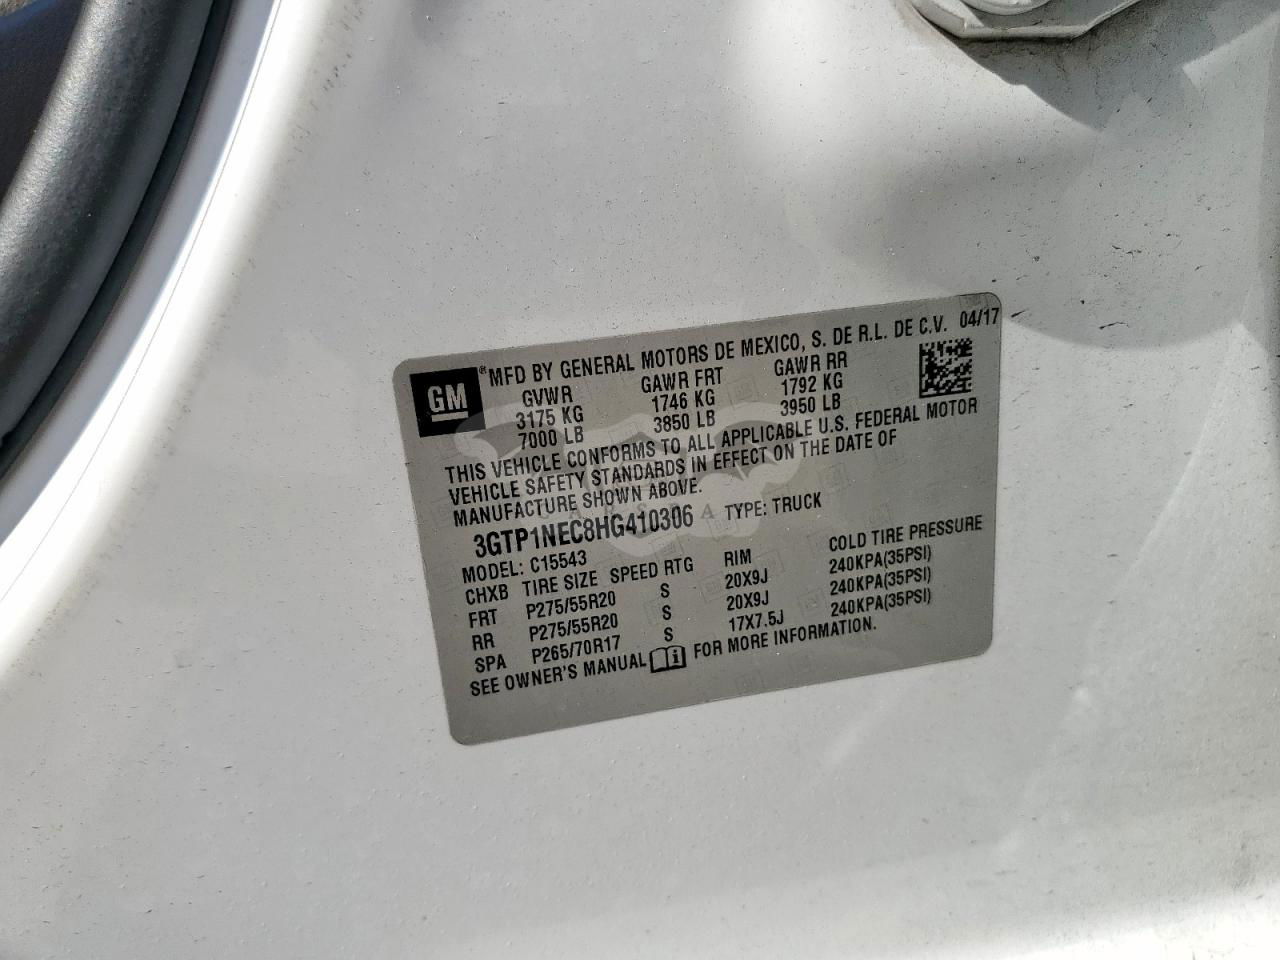 GM ® MFD BY GENERAL MOTORS DE MEXICO, S. DE R.L. DE C.V. 04/17
GVWR GAWR FRT GAWR RR
3175 KG 1746 KG 1792 KG
7000 LB 3850 LB 3950 LB
THIS VEHICLE CONFORMS TO ALL APPLICABLE U.S. FEDERAL MOTOR
VEHICLE SAFETY STANDARDS IN EFFECT ON THE DATE OF
MANUFACTURE SHOWN ABOVE.
3GTP1NEC8HG410306 TYPE: TRUCK
MODEL: C15543
CHXB TIRE SIZE SPEED RTG RIM COLD TIRE PRESSURE
FRT P275/55R20 S 20X9J 240KPA(35PSI)
RR P275/55R20 S 20X9J 240KPA(35PSI)
SPA P265/70R17 S 17X7.5J 240KPA(35PSI)
SEE OWNER'S MANUAL i FOR MORE INFORMATION.